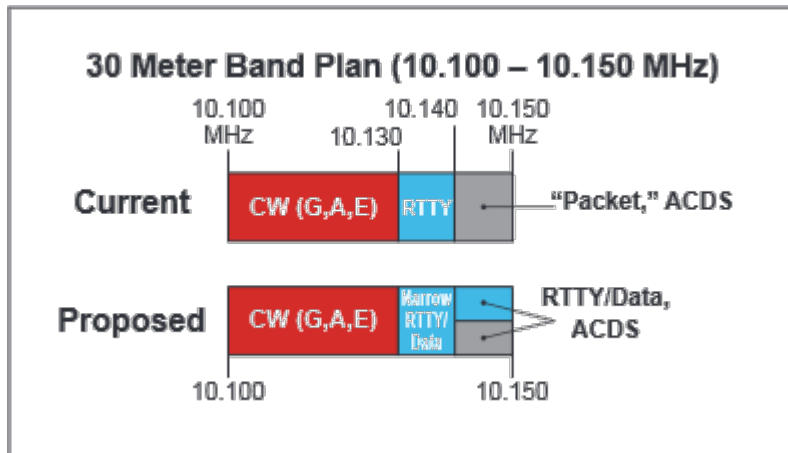 30 Meter Band Plan (10.100 – 10.150 MHz)
10.100
MHz
10.130
10.140
10.150
MHz
Current
CW (G,A,E)
RTTY
“Packet,” ACDS
Proposed
CW (G,A,E)
Narrow
RTTY/
Data
RTTY/Data,
ACDS
10.100
10.150